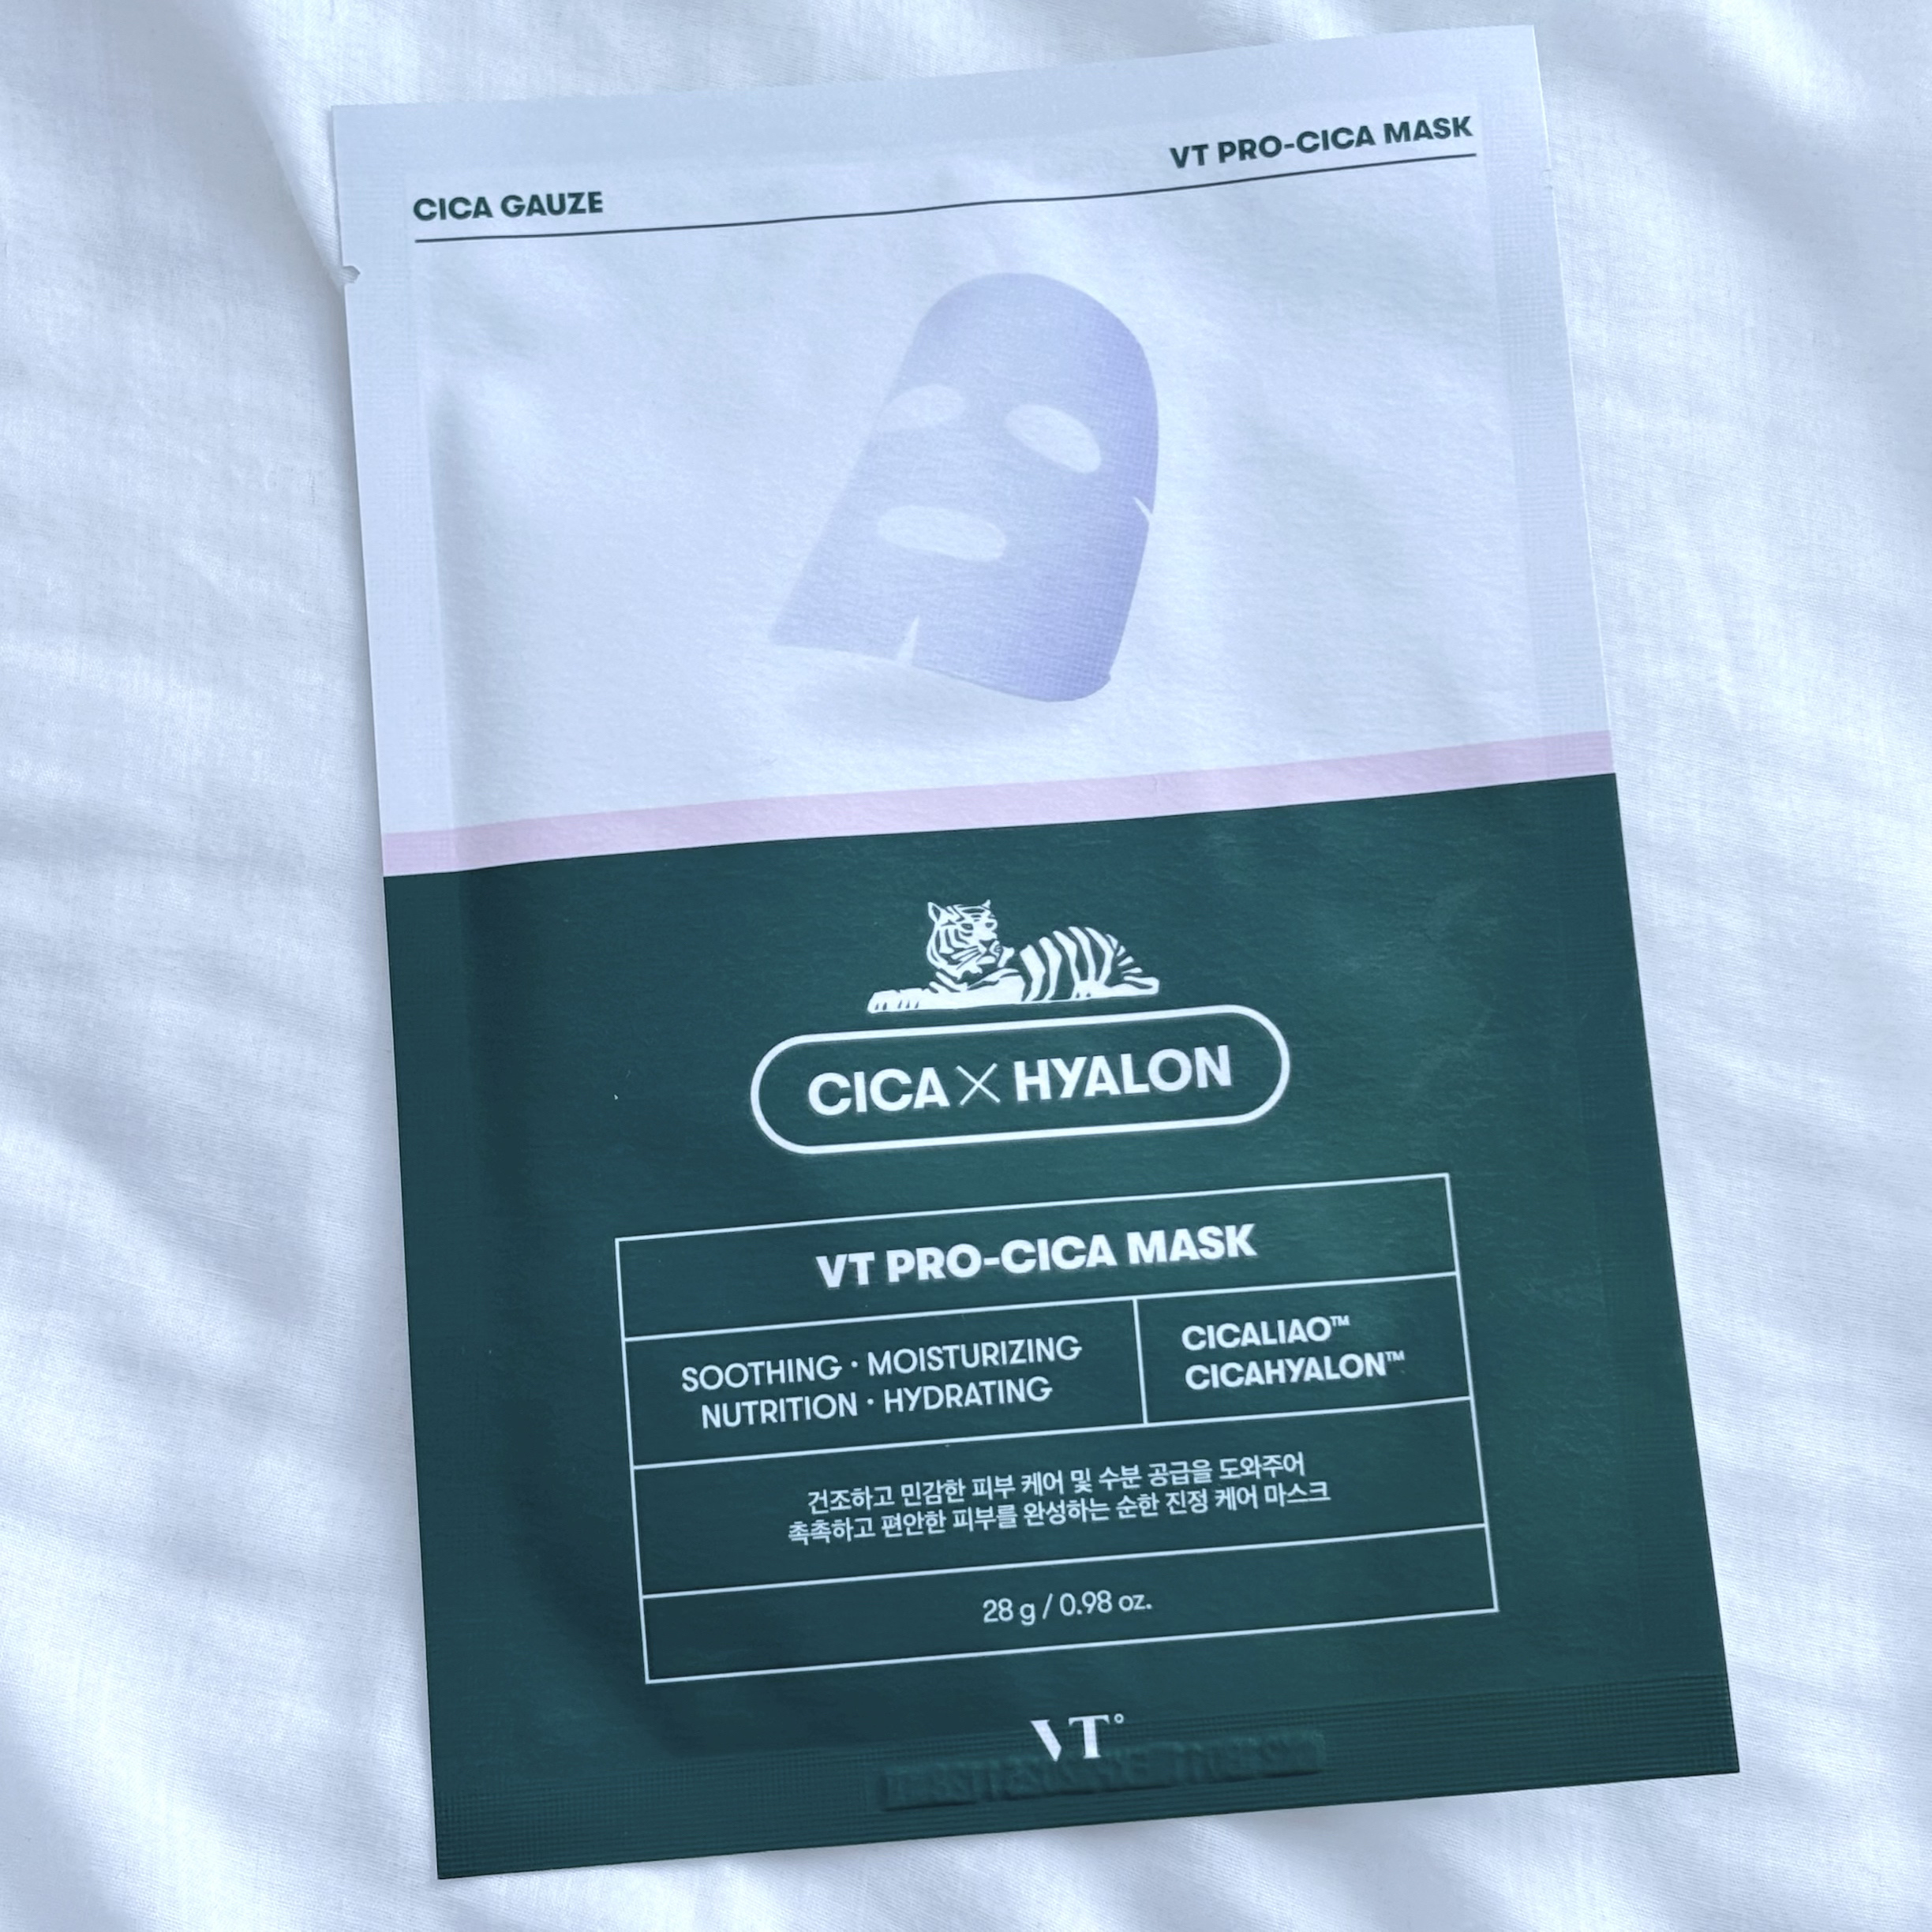 CICA GAUZE
VT PRO-CICA MASK
CICA X HYALON
VT PRO-CICA MASK
SOOTHING · MOISTURIZING
NUTRITION · HYDRATING
CICALIAO™
CICAHYALON™
건조하고 민감한 피부 케어 및 수분 공급을 도와주어
촉촉하고 편안한 피부를 완성하는 순한 진정 케어 마스크
28 g / 0.98 oz.
VT°